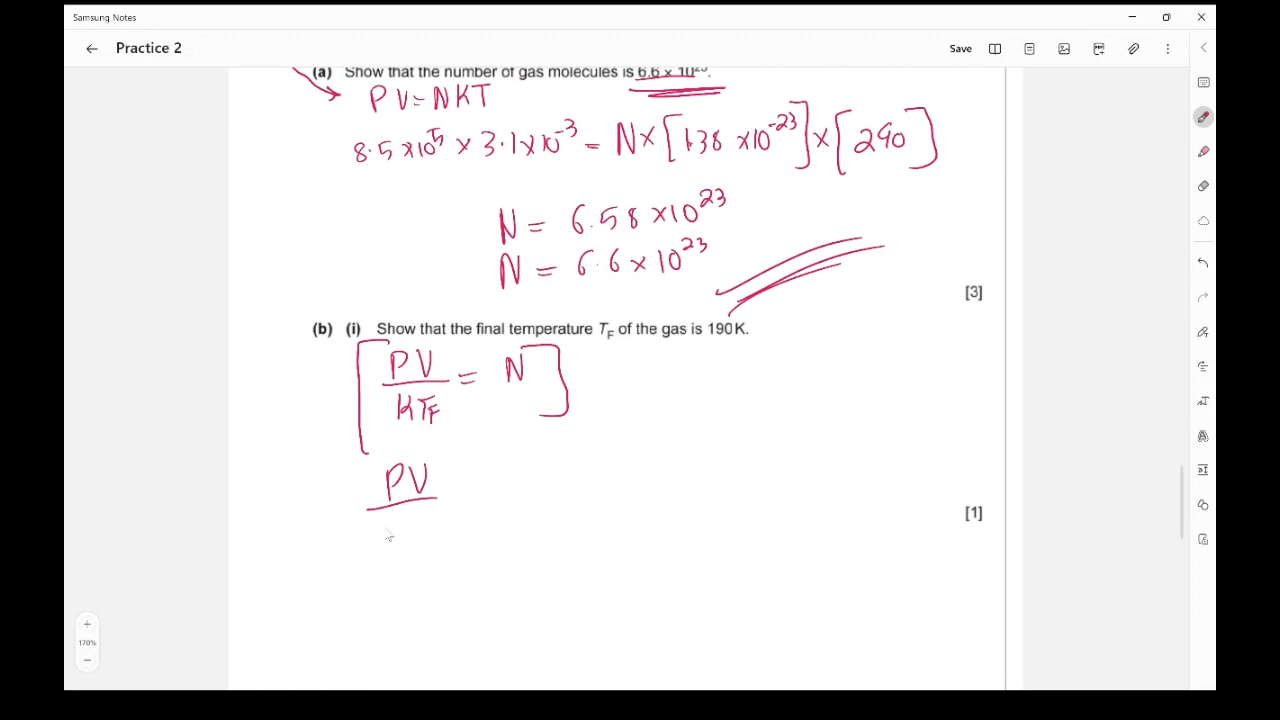 Samsung Notes
Practice 2
Save
(a) Show that the number of gas molecules is 6.6 × 10²³.
PV = NKT
8.5 × 10⁵ × 3.1 × 10⁻³ = N × [1.38 × 10⁻²³] × [290]
N = 6.58 × 10²³
N = 6.6 × 10²³
[3]
(b) (i) Show that the final temperature T_F of the gas is 190 K.
[PV/KT_F = N]
PV
[1]
170%